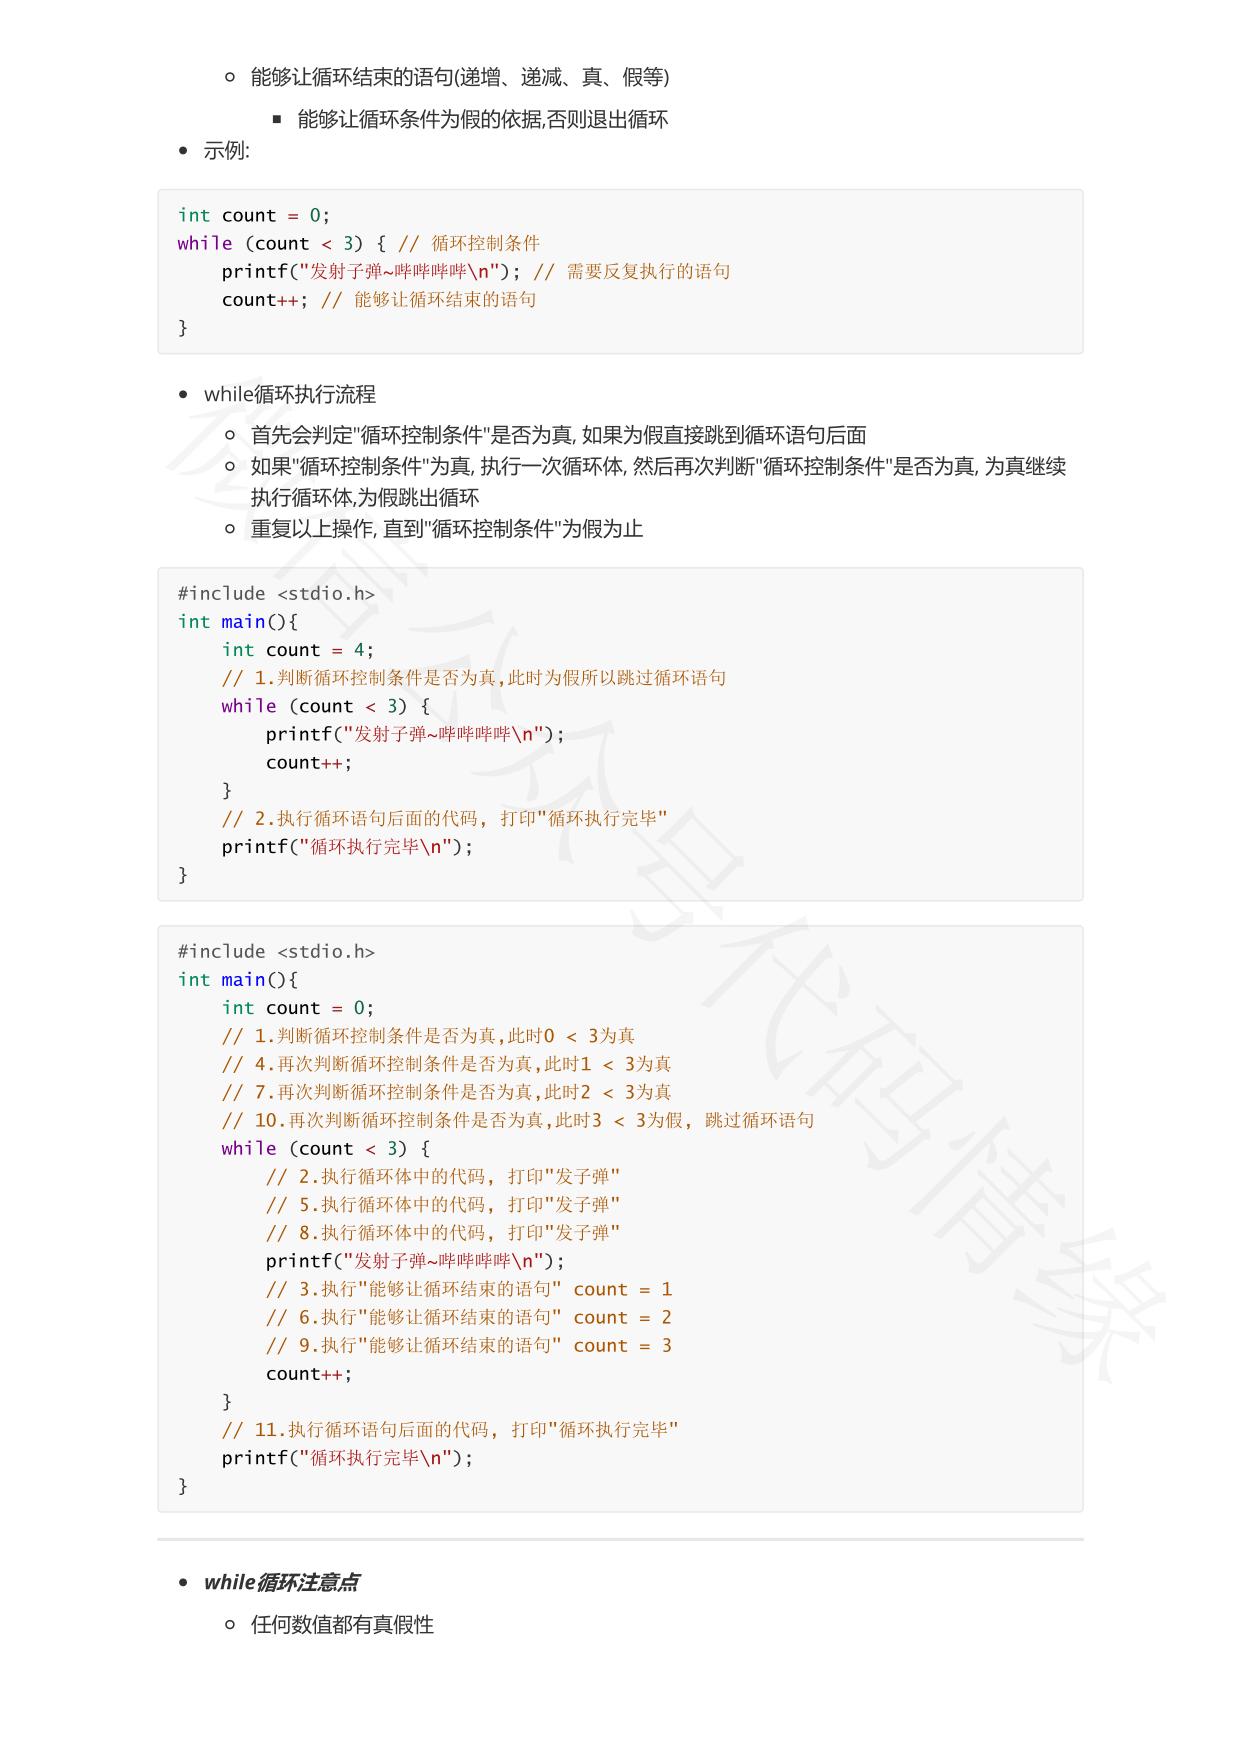 能够让循环结束的语句(递增、递减、真、假等)
能够让循环条件为假的依据,否则退出循环
示例:
int count = 0;
while (count < 3) { // 循环控制条件
    printf("发射子弹~哔哔哔哔\n"); // 需要反复执行的语句
    count++; // 能够让循环结束的语句
}
while循环执行流程
首先会判定"循环控制条件"是否为真, 如果为假直接跳到循环语句后面
如果"循环控制条件"为真, 执行一次循环体, 然后再次判断"循环控制条件"是否为真, 为真继续
执行循环体,为假跳出循环
重复以上操作, 直到"循环控制条件"为假为止
#include <stdio.h>
int main(){
    int count = 4;
    // 1.判断循环控制条件是否为真,此时为假所以跳过循环语句
    while (count < 3) {
        printf("发射子弹~哔哔哔哔\n");
        count++;
    }
    // 2.执行循环语句后面的代码, 打印"循环执行完毕"
    printf("循环执行完毕\n");
}
#include <stdio.h>
int main(){
    int count = 0;
    // 1.判断循环控制条件是否为真,此时0 < 3为真
    // 4.再次判断循环控制条件是否为真,此时1 < 3为真
    // 7.再次判断循环控制条件是否为真,此时2 < 3为真
    // 10.再次判断循环控制条件是否为真,此时3 < 3为假, 跳过循环语句
    while (count < 3) {
        // 2.执行循环体中的代码, 打印"发子弹"
        // 5.执行循环体中的代码, 打印"发子弹"
        // 8.执行循环体中的代码, 打印"发子弹"
        printf("发射子弹~哔哔哔哔\n");
        // 3.执行"能够让循环结束的语句" count = 1
        // 6.执行"能够让循环结束的语句" count = 2
        // 9.执行"能够让循环结束的语句" count = 3
        count++;
    }
    // 11.执行循环语句后面的代码, 打印"循环执行完毕"
    printf("循环执行完毕\n");
}
while循环注意点
任何数值都有真假性
微信公众号代码情缘